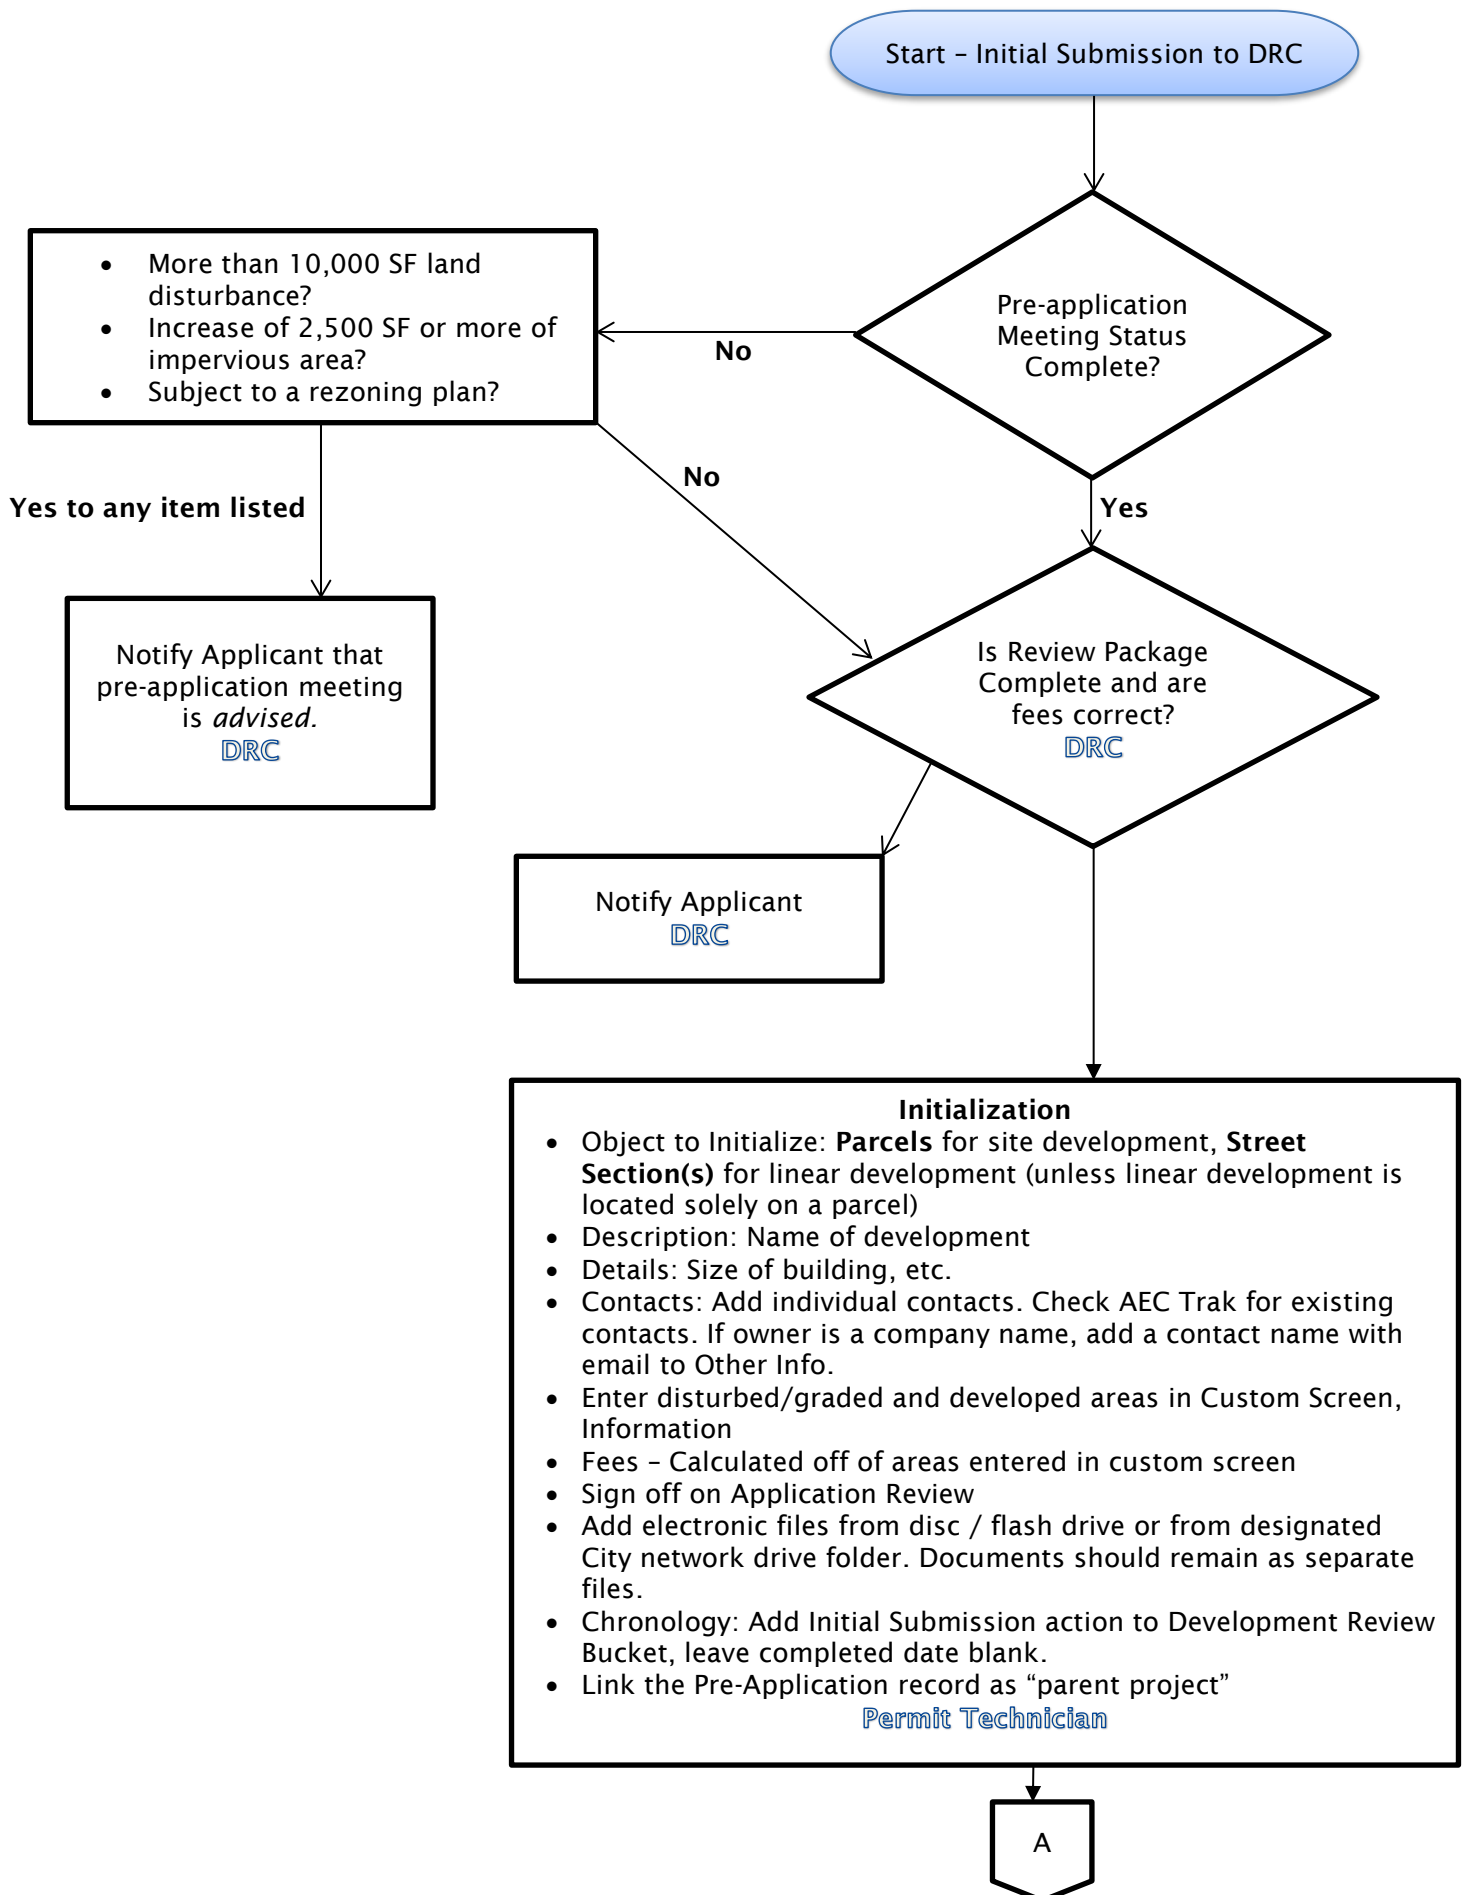 Start – Initial Submission to DRC
Pre-application
Meeting Status
Complete?
No
• More than 10,000 SF land
disturbance?
• Increase of 2,500 SF or more of
impervious area?
• Subject to a rezoning plan?
No
Yes
Yes to any item listed
Notify Applicant that
pre-application meeting
is advised.
DRC
Is Review Package
Complete and are
fees correct?
DRC
Notify Applicant
DRC
Initialization
• Object to Initialize: Parcels for site development, Street
Section(s) for linear development (unless linear development is
located solely on a parcel)
• Description: Name of development
• Details: Size of building, etc.
• Contacts: Add individual contacts. Check AEC Trak for existing
contacts. If owner is a company name, add a contact name with
email to Other Info.
• Enter disturbed/graded and developed areas in Custom Screen,
Information
• Fees – Calculated off of areas entered in custom screen
• Sign off on Application Review
• Add electronic files from disc / flash drive or from designated
City network drive folder. Documents should remain as separate
files.
• Chronology: Add Initial Submission action to Development Review
Bucket, leave completed date blank.
• Link the Pre-Application record as “parent project”
Permit Technician
A